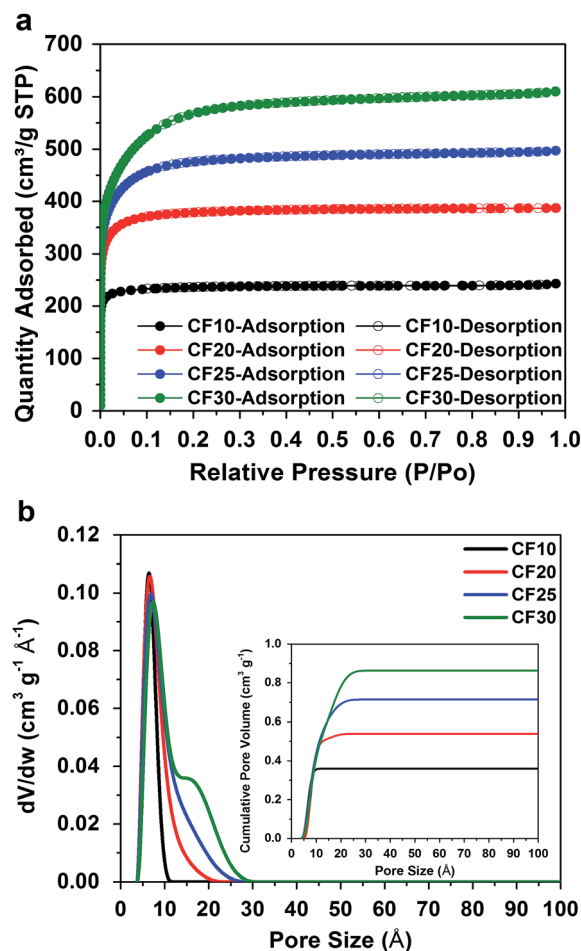 a
700
600
500
400
300
200
100
0
Quantity Adsorbed (cm³/g STP)
CF10-Adsorption CF10-Desorption
CF20-Adsorption CF20-Desorption
CF25-Adsorption CF25-Desorption
CF30-Adsorption CF30-Desorption
0.0 0.1 0.2 0.3 0.4 0.5 0.6 0.7 0.8 0.9 1.0
Relative Pressure (P/Po)
b
0.12
0.10
0.08
0.06
0.04
0.02
0.00
dV/dw (cm³ g⁻¹ Å⁻¹)
CF10
CF20
CF25
CF30
1.0
0.8
0.6
0.4
0.2
0.0
Cumulative Pore Volume (cm³ g⁻¹)
0 10 20 30 40 50 60 70 80 90 100
Pore Size (Å)
0 10 20 30 40 50 60 70 80 90 100
Pore Size (Å)